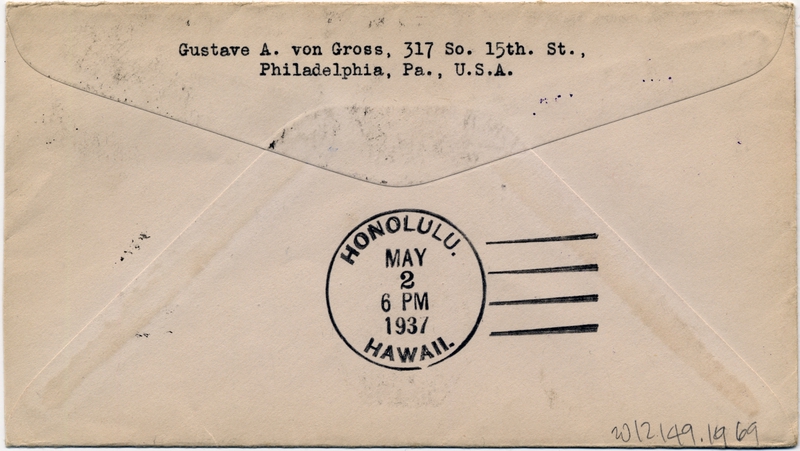 Gustave A. von Gross, 317 So. 15th. St.,
Philadelphia, Pa., U.S.A.
HONOLULU.
MAY
2
6 PM
1937
HAWAII.
2012149.1969